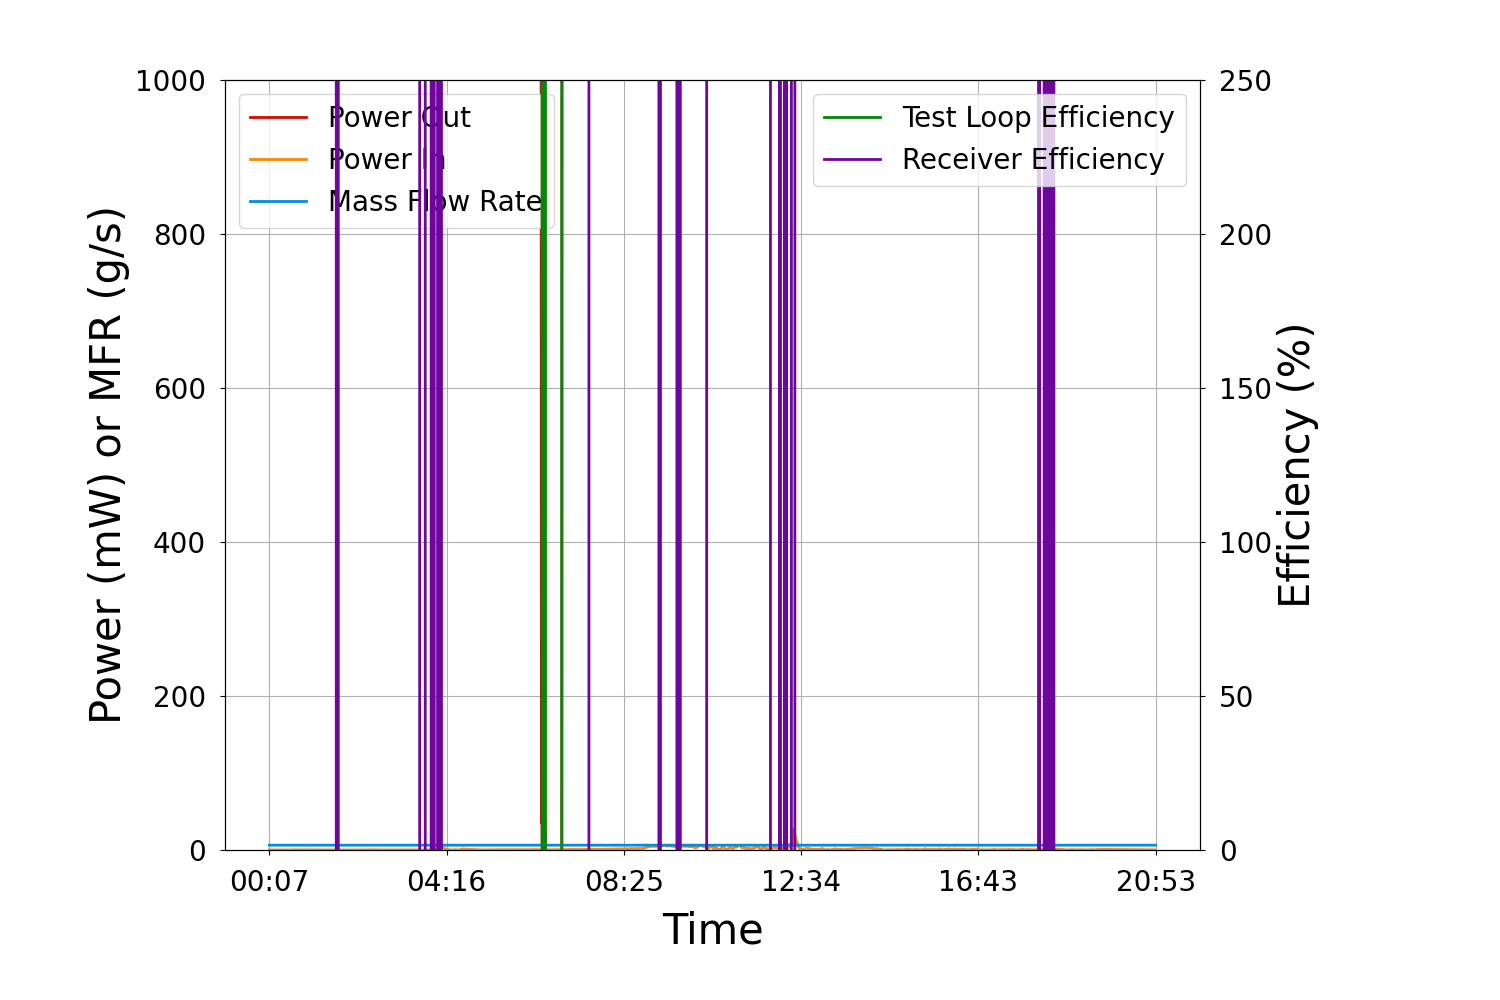 1000
800
600
400
200
0
Power (mW) or MFR (g/s)
Power Out
Power In
Mass Flow Rate
Test Loop Efficiency
Receiver Efficiency
250
200
150
100
50
0
Efficiency (%)
00:07 04:16 08:25 12:34 16:43 20:53
Time